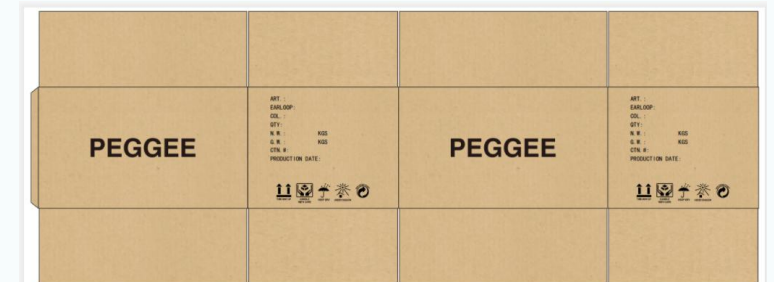 PEGGEE
ART. :
EARLOOP:
COL. :
QTY:
N. W. : KGS
G. W. : KGS
CTN. #:
PRODUCTION DATE:
PEGGEE
ART. :
EARLOOP:
COL. :
QTY:
N. W. : KGS
G. W. : KGS
CTN. #:
PRODUCTION DATE: